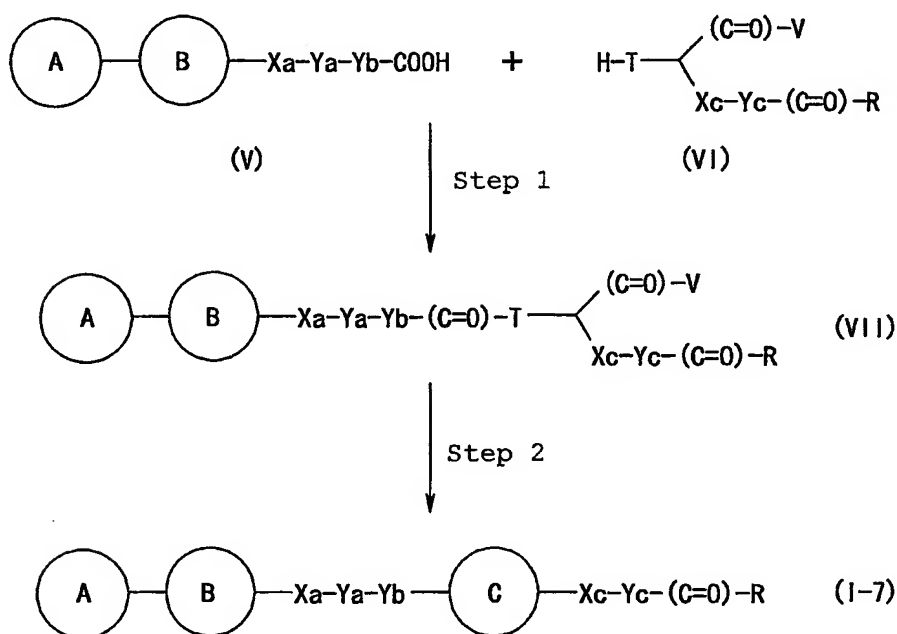 (C=O)-V
A B -Xa-Ya-Yb-COOH + H-T
Xc-Yc-(C=O)-R
(V) (VI)
Step 1
(C=O)-V
A B -Xa-Ya-Yb-(C=O)-T (VII)
Xc-Yc-(C=O)-R
Step 2
A B -Xa-Ya-Yb- C -Xc-Yc-(C=O)-R (I-7)